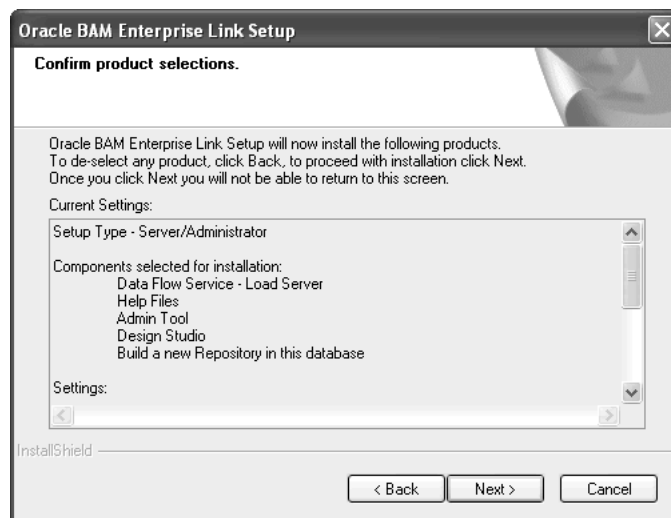 Oracle BAM Enterprise Link Setup
Confirm product selections.
Oracle BAM Enterprise Link Setup will now install the following products.
To de-select any product, click Back, to proceed with installation click Next.
Once you click Next you will not be able to return to this screen.
Current Settings:
Setup Type - Server/Administrator
Components selected for installation:
Data Flow Service - Load Server
Help Files
Admin Tool
Design Studio
Build a new Repository in this database
Settings:
InstallShield
< Back Next > Cancel